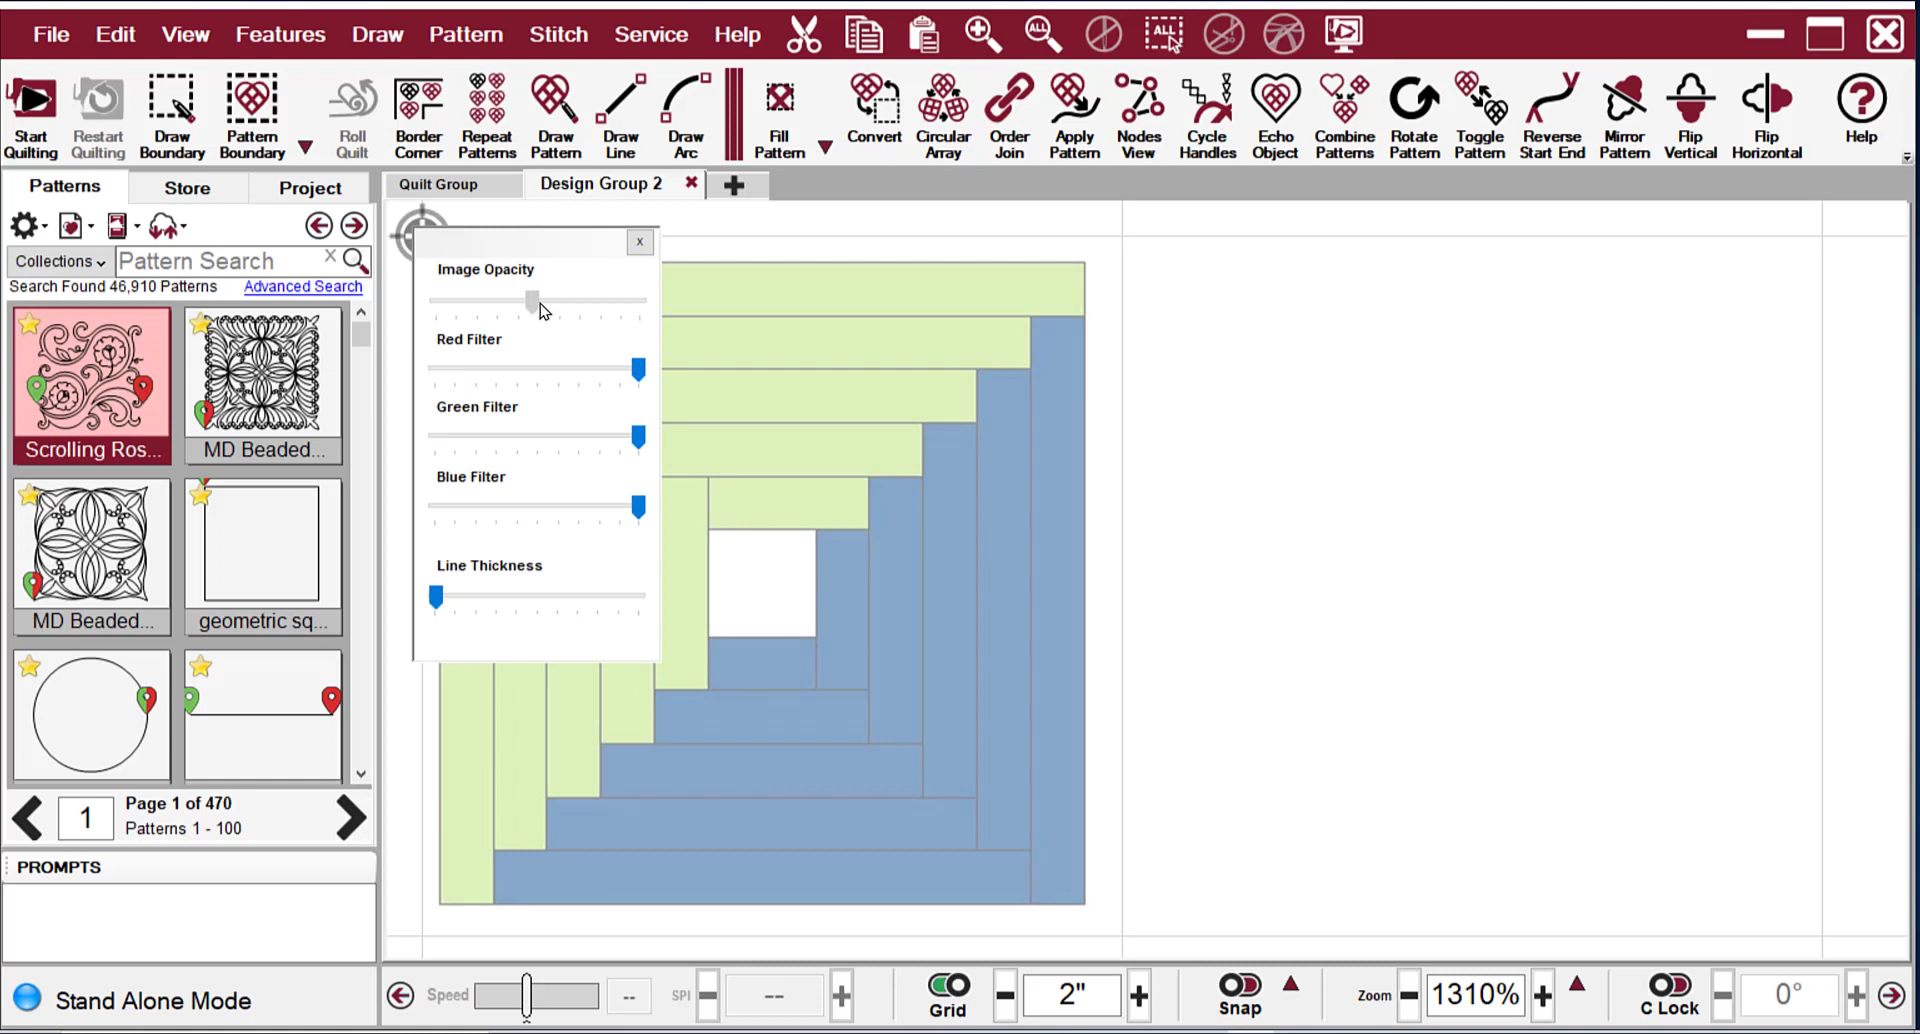 File Edit View Features Draw Pattern Stitch Service Help
ALL ALL
Start Quilting
Restart Quilting
Draw Boundary
Pattern Boundary
Roll Quilt
Border Corner
Repeat Patterns
Draw Pattern
Draw Line
Draw Arc
Fill Pattern
Convert
Circular Array
Order Join
Apply Pattern
Nodes View
Cycle Handles
Echo Object
Combine Patterns
Rotate Pattern
Toggle Pattern
Reverse Start End
Mirror Pattern
Flip Vertical
Flip Horizontal
Help
Patterns Store Project
Quilt Group Design Group 2
Collections Pattern Search X
Search Found 46,910 Patterns Advanced Search
Scrolling Ros... MD Beaded...
MD Beaded... geometric sq...
1 Page 1 of 470
Patterns 1 - 100
PROMPTS
Stand Alone Mode
x
Image Opacity
Red Filter
Green Filter
Blue Filter
Line Thickness
Speed -- SPI -- Grid 2" Snap Zoom 1310% C Lock 0°